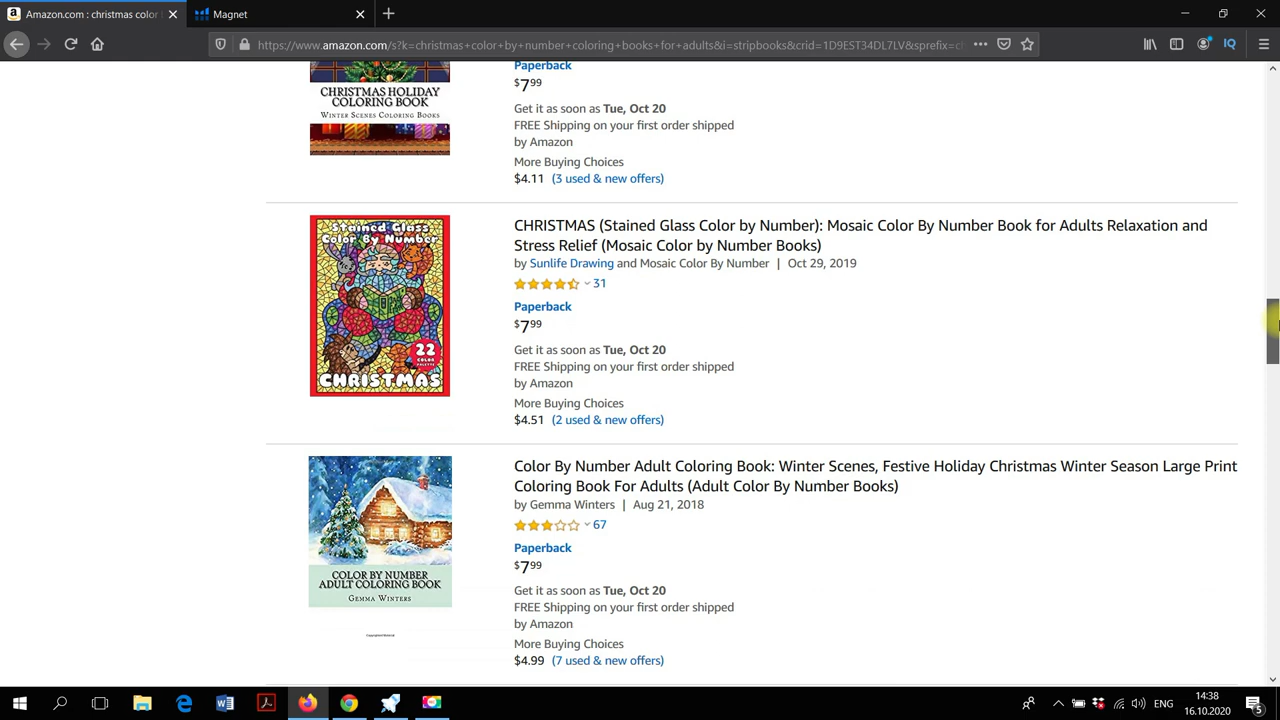 Amazon.com : christmas color
Magnet
https://www.amazon.com/s?k=christmas+color+by+number+coloring+books+for+adults&i=stripbooks&crid=1D9EST34DL7LV&sprefix=c
IQ
CHRISTMAS HOLIDAY
COLORING BOOK
WINTER SCENES COLORING BOOKS
Paperback
$7.99
Get it as soon as Tue, Oct 20
FREE Shipping on your first order shipped
by Amazon
More Buying Choices
$4.11 (3 used & new offers)
Stained Glass
Color By Number
22
COLOR
CHRISTMAS
CHRISTMAS (Stained Glass Color by Number): Mosaic Color By Number Book for Adults Relaxation and
Stress Relief (Mosaic Color by Number Books)
by Sunlife Drawing and Mosaic Color By Number | Oct 29, 2019
31
Paperback
$7.99
Get it as soon as Tue, Oct 20
FREE Shipping on your first order shipped
by Amazon
More Buying Choices
$4.51 (2 used & new offers)
COLOR BY NUMBER
ADULT COLORING BOOK
GEMMA WINTERS
Color By Number Adult Coloring Book: Winter Scenes, Festive Holiday Christmas Winter Season Large Print
Coloring Book For Adults (Adult Color By Number Books)
by Gemma Winters | Aug 21, 2018
67
Paperback
$7.99
Get it as soon as Tue, Oct 20
FREE Shipping on your first order shipped
by Amazon
More Buying Choices
$4.99 (7 used & new offers)
ENG
14:38
16.10.2020
5